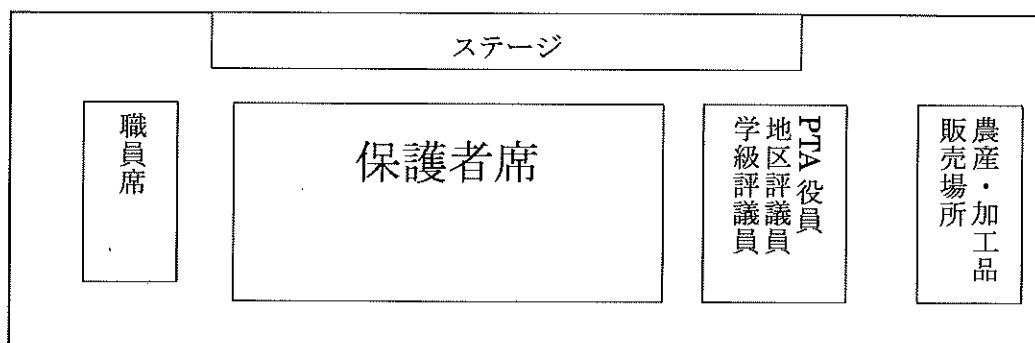 ステージ
職員席
保護者席
PTA役員
地区評議員
学級評議員
農産・加工品
販売場所